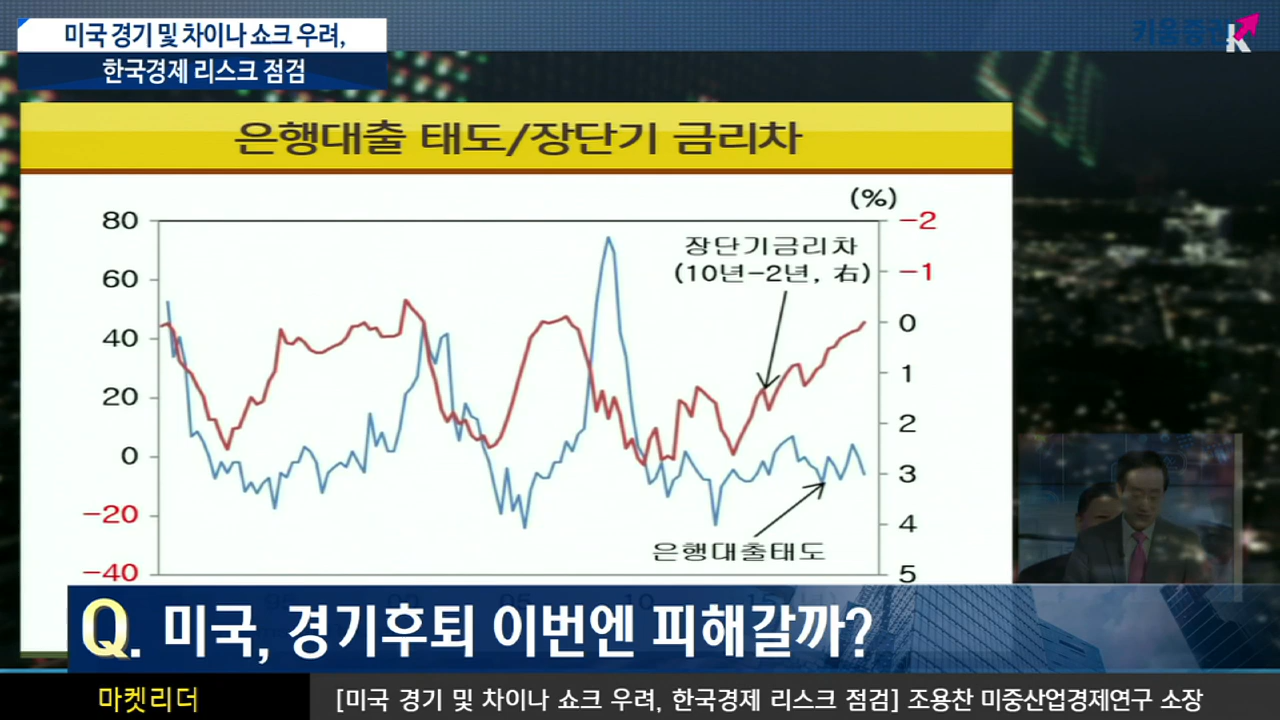 미국 경기 및 차이나 쇼크 우려,
한국경제 리스크 점검
키움증권
은행대출 태도/장단기 금리차
(%)
80
60
40
20
0
-20
-40
-2
-1
0
1
2
3
4
5
장단기금리차
(10년-2년, 右)
은행대출태도
Q. 미국, 경기후퇴 이번엔 피해갈까?
마켓리더
[미국 경기 및 차이나 쇼크 우려, 한국경제 리스크 점검] 조용찬 미중산업경제연구 소장